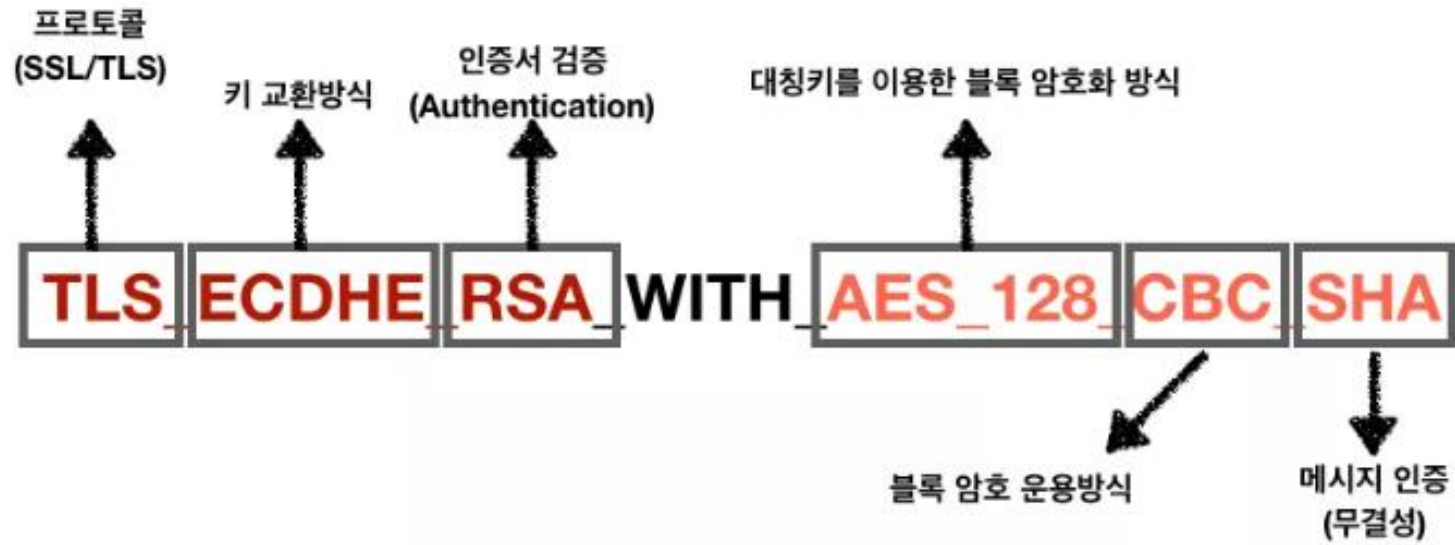 프로토콜
(SSL/TLS)
키 교환방식
인증서 검증
(Authentication)
대칭키를 이용한 블록 암호화 방식
TLS_ECDHE_RSA_WITH_AES_128_CBC_SHA
블록 암호 운용방식
메시지 인증
(무결성)